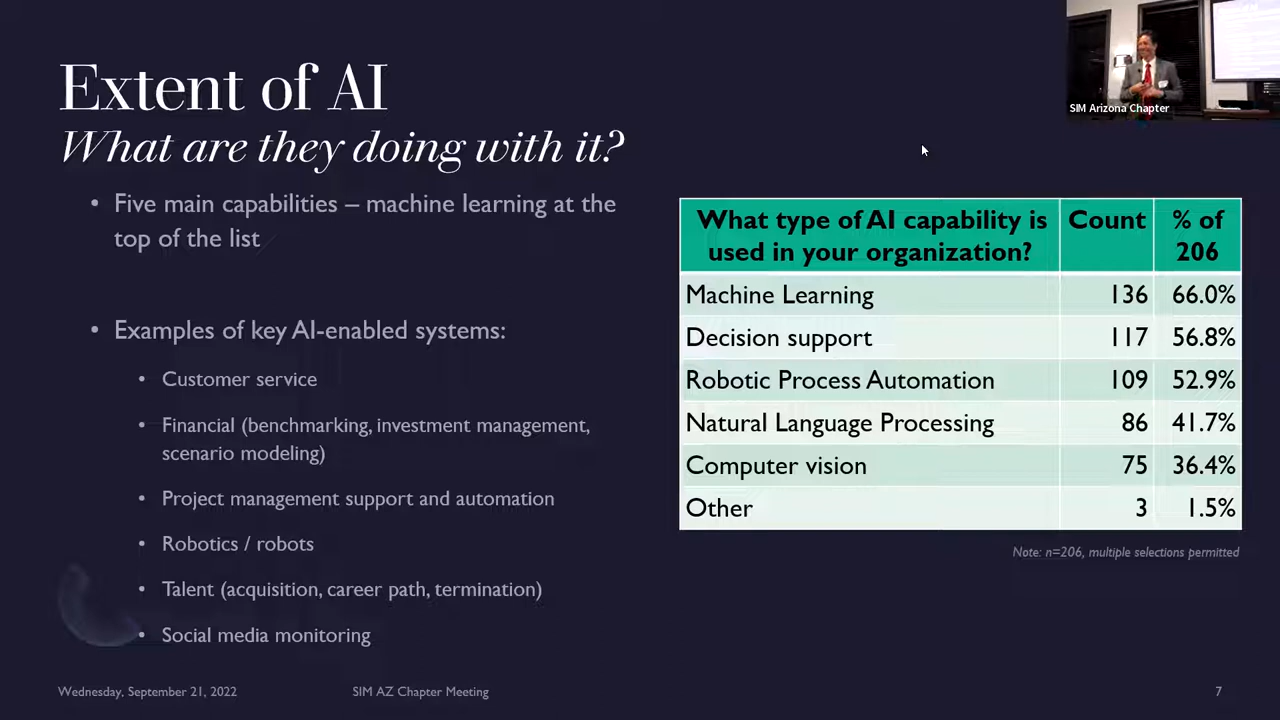 SIM Arizona Chapter
Extent of AI
What are they doing with it?
• Five main capabilities – machine learning at the
top of the list
• Examples of key AI-enabled systems:
• Customer service
• Financial (benchmarking, investment management,
scenario modeling)
• Project management support and automation
• Robotics / robots
• Talent (acquisition, career path, termination)
• Social media monitoring
What type of AI capability is used in your organization? Count % of 206
Machine Learning 136 66.0%
Decision support 117 56.8%
Robotic Process Automation 109 52.9%
Natural Language Processing 86 41.7%
Computer vision 75 36.4%
Other 3 1.5%
Note: n=206, multiple selections permitted
Wednesday, September 21, 2022 SIM AZ Chapter Meeting 7